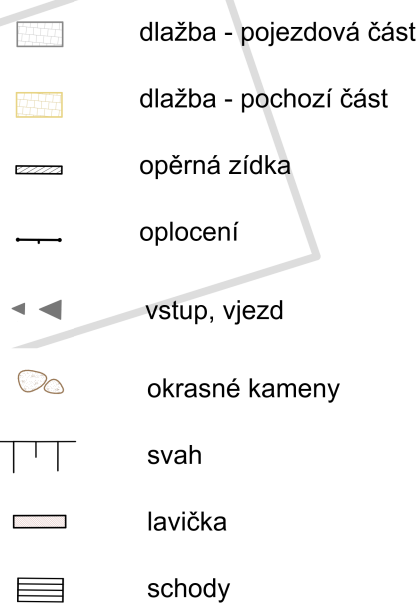 dlažba - pojezdová část
dlažba - pochozí část
opěrná zídka
oplocení
vstup, vjezd
okrasné kameny
svah
lavička
schody